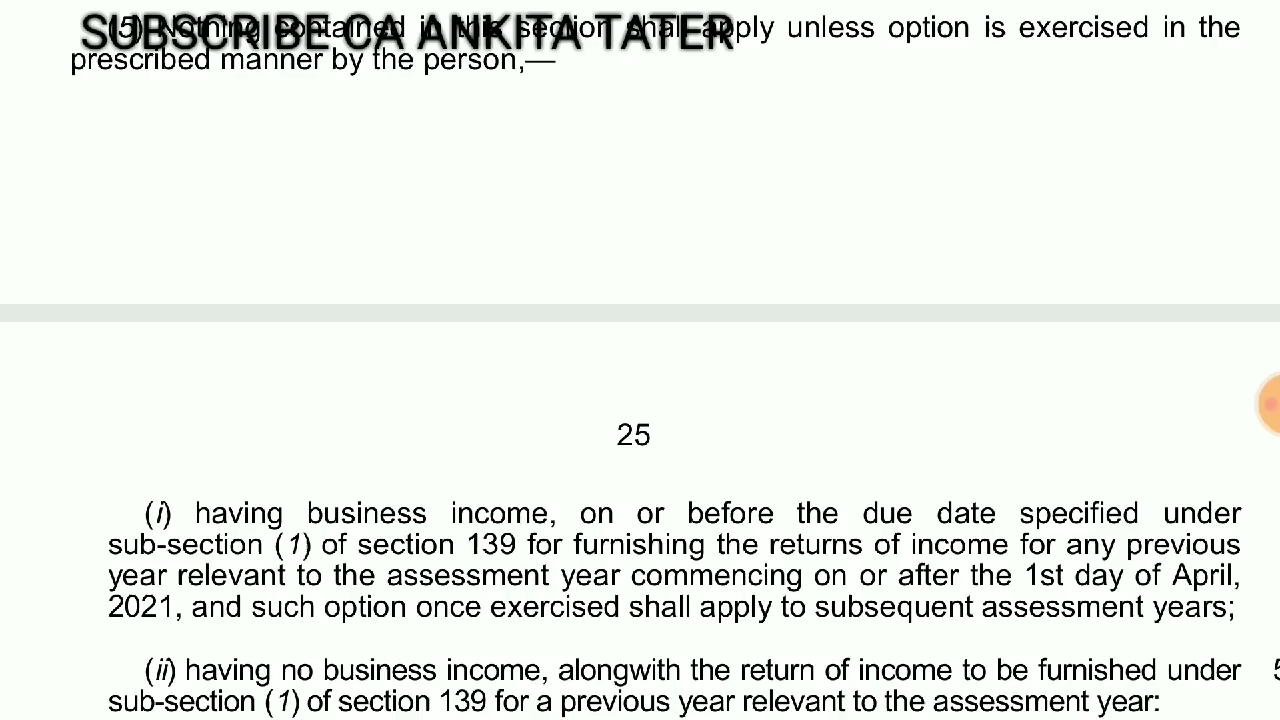 SUBSCRIBE CA ANKITA TATER
(5) Nothing contained in this section shall apply unless option is exercised in the
prescribed manner by the person,—
25
(i) having business income, on or before the due date specified under
sub-section (1) of section 139 for furnishing the returns of income for any previous
year relevant to the assessment year commencing on or after the 1st day of April,
2021, and such option once exercised shall apply to subsequent assessment years;
(ii) having no business income, alongwith the return of income to be furnished under
sub-section (1) of section 139 for a previous year relevant to the assessment year: